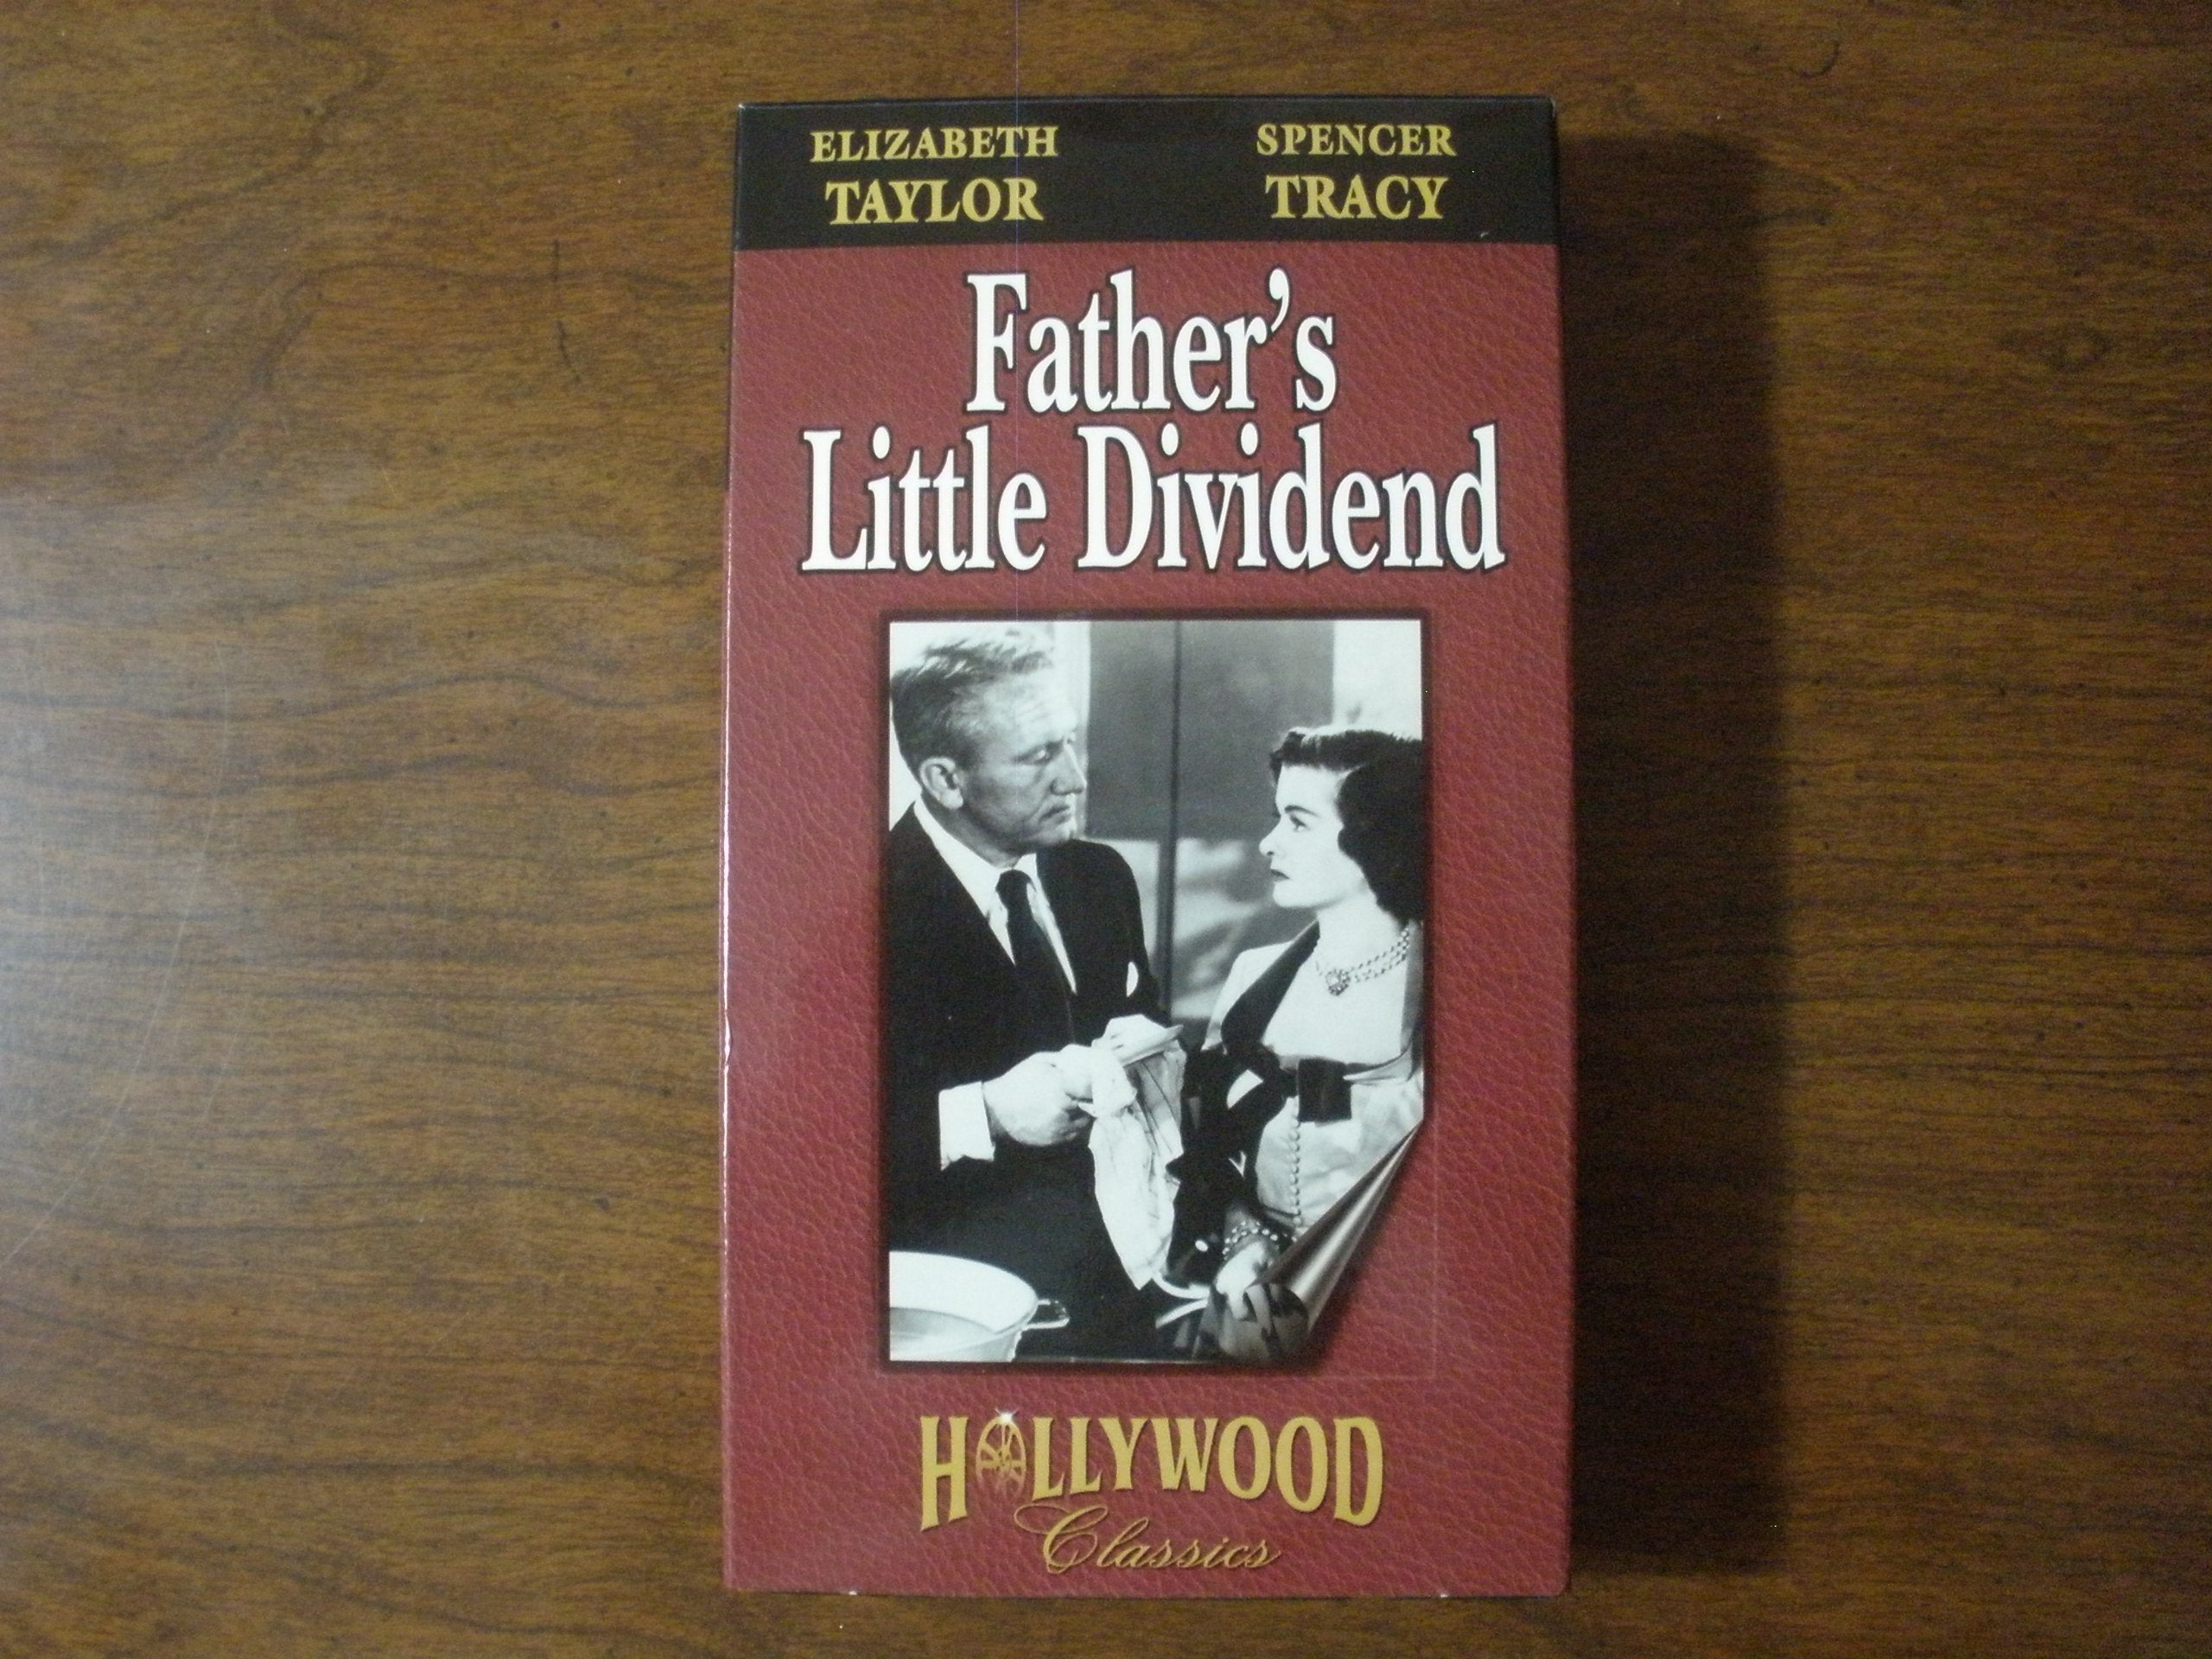 ELIZABETH
TAYLOR
SPENCER
TRACY
Father’s
Little Dividend
HOLLYWOOD
Classics